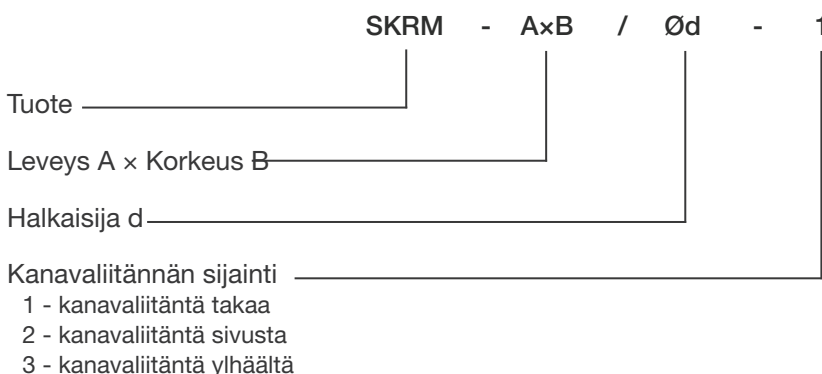 SKRM - A×B / Ød - 1
Tuote
Leveys A × Korkeus B
Halkaisija d
Kanavaliitännän sijainti
1 - kanavaliitäntä takaa
2 - kanavaliitäntä sivusta
3 - kanavaliitäntä ylhäältä